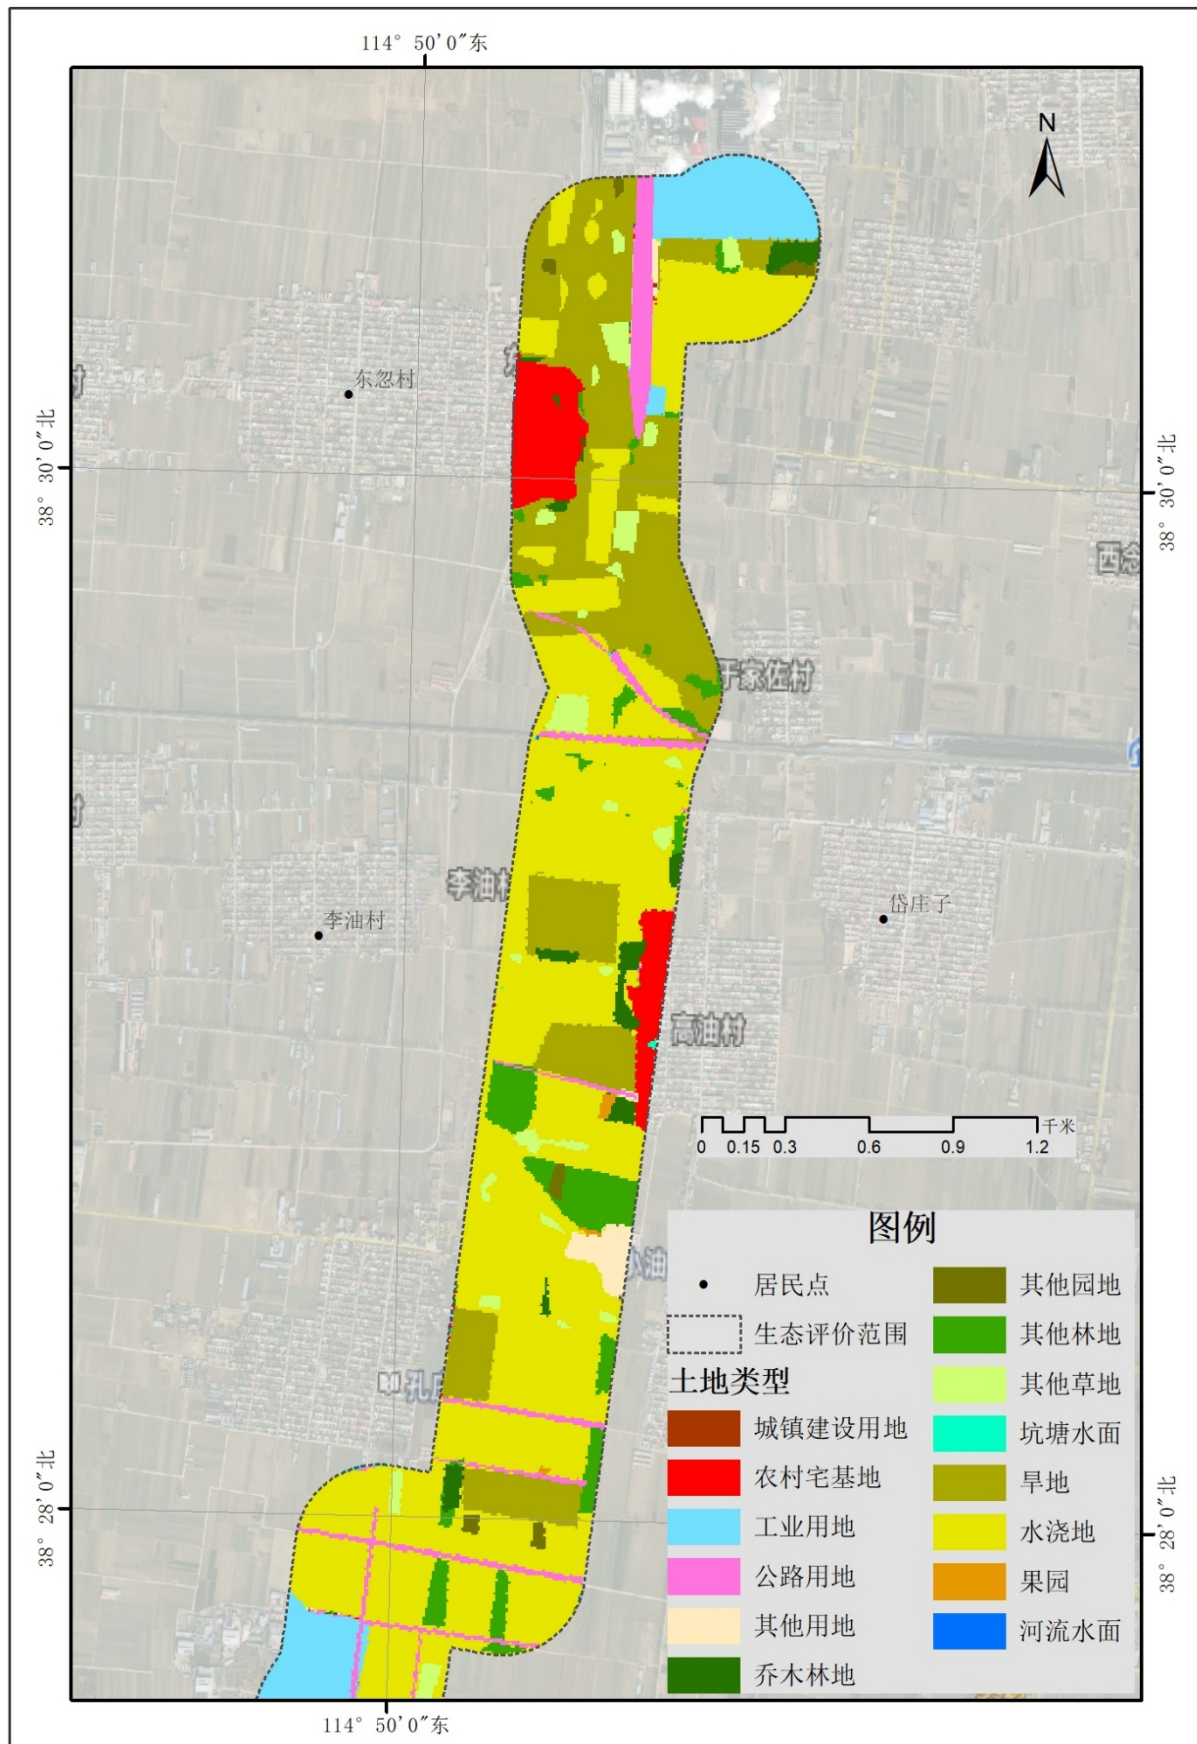 114° 50'0"东
N
东忽村
38° 30'0"北
38° 30'0"北
于家佐村
李油村
李油村
岱庄子
高油村
千米
0 0.15 0.3 0.6 0.9 1.2
图例
居民点
生态评价范围
土地类型
城镇建设用地
农村宅基地
工业用地
公路用地
其他用地
乔木林地
其他园地
其他林地
其他草地
坑塘水面
旱地
水浇地
果园
河流水面
38° 28'0"北
38° 28'0"北
114° 50'0"东